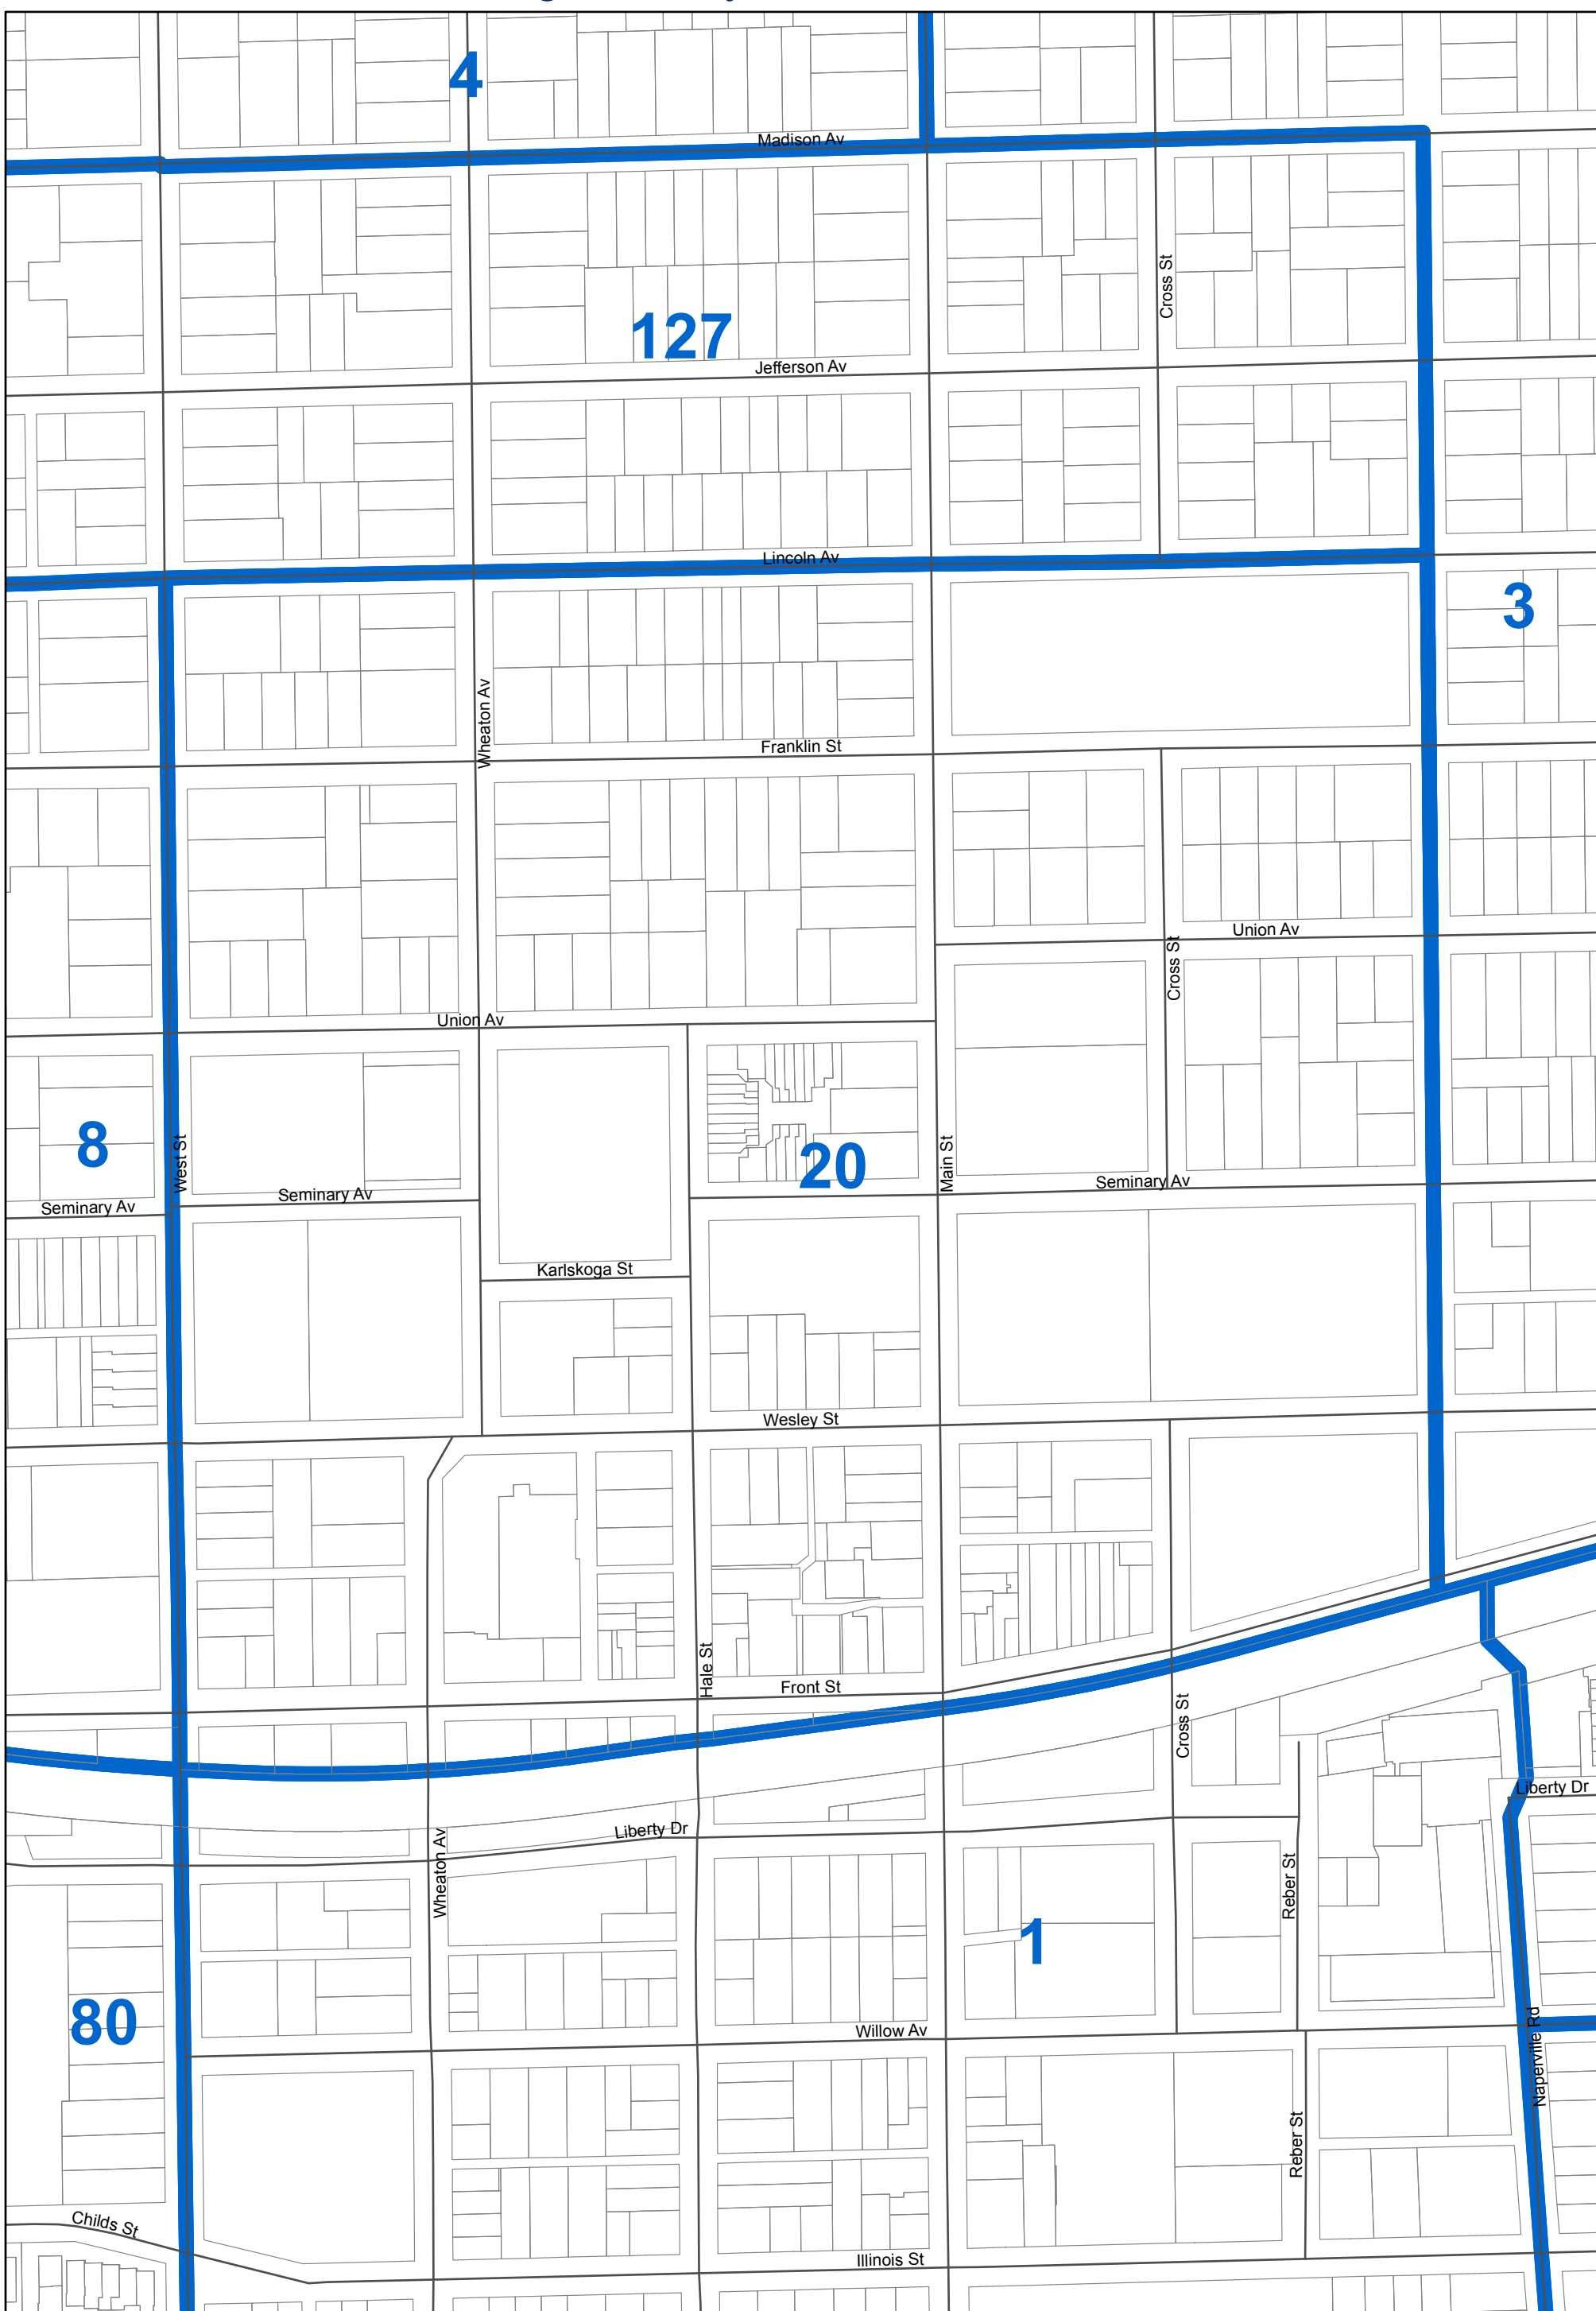 4
Madison Av
Cross St
127
Jefferson Av
Lincoln Av
3
Wheaton Av
Franklin St
Union Av
Cross St
Union Av
8
West St
20
Main St
Seminary Av
Seminary Av
Seminary Av
Karlskoga St
Wesley St
Hale St
Front St
Cross St
Liberty Dr
Liberty Dr
Wheaton Av
Reber St
1
80
Willow Av
Naperville Rd
Reber St
Childs St
Illinois St